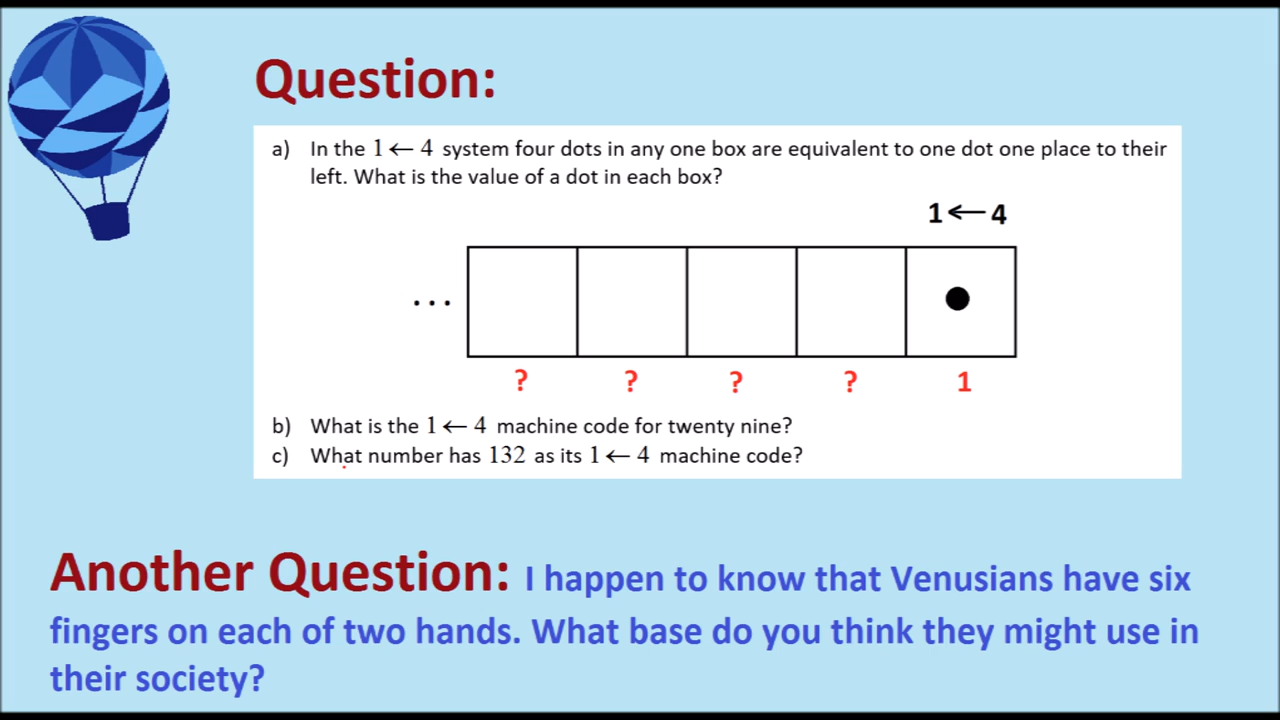 Question:
a) In the 1 ← 4 system four dots in any one box are equivalent to one dot one place to their
left. What is the value of a dot in each box?
1←4
...
? ? ? ? 1
b) What is the 1 ← 4 machine code for twenty nine?
c) What number has 132 as its 1 ← 4 machine code?
Another Question: I happen to know that Venusians have six
fingers on each of two hands. What base do you think they might use in
their society?